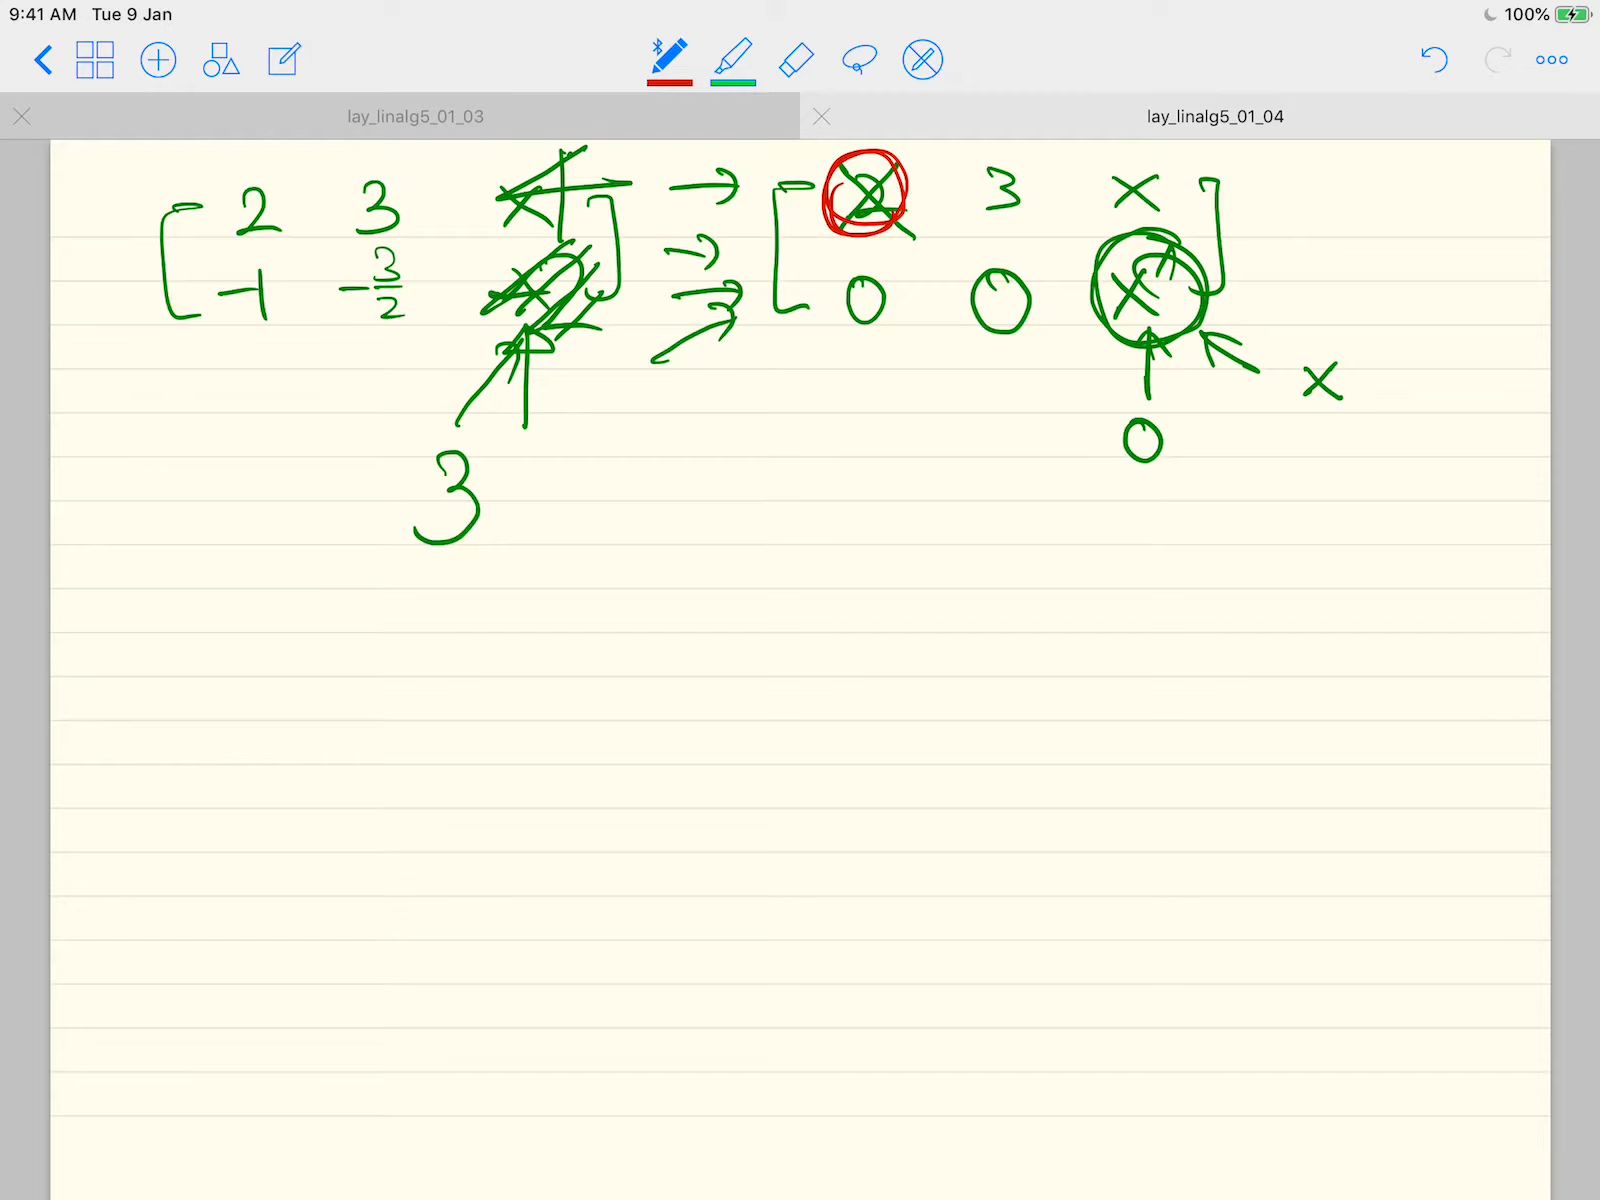 9:41 AM Tue 9 Jan 100%
lay_linalg5_01_03 lay_linalg5_01_04
[ 2 3 x ] → [ 2 3 x ]
-1 -3/2 x → 0 0 x
x
0
3